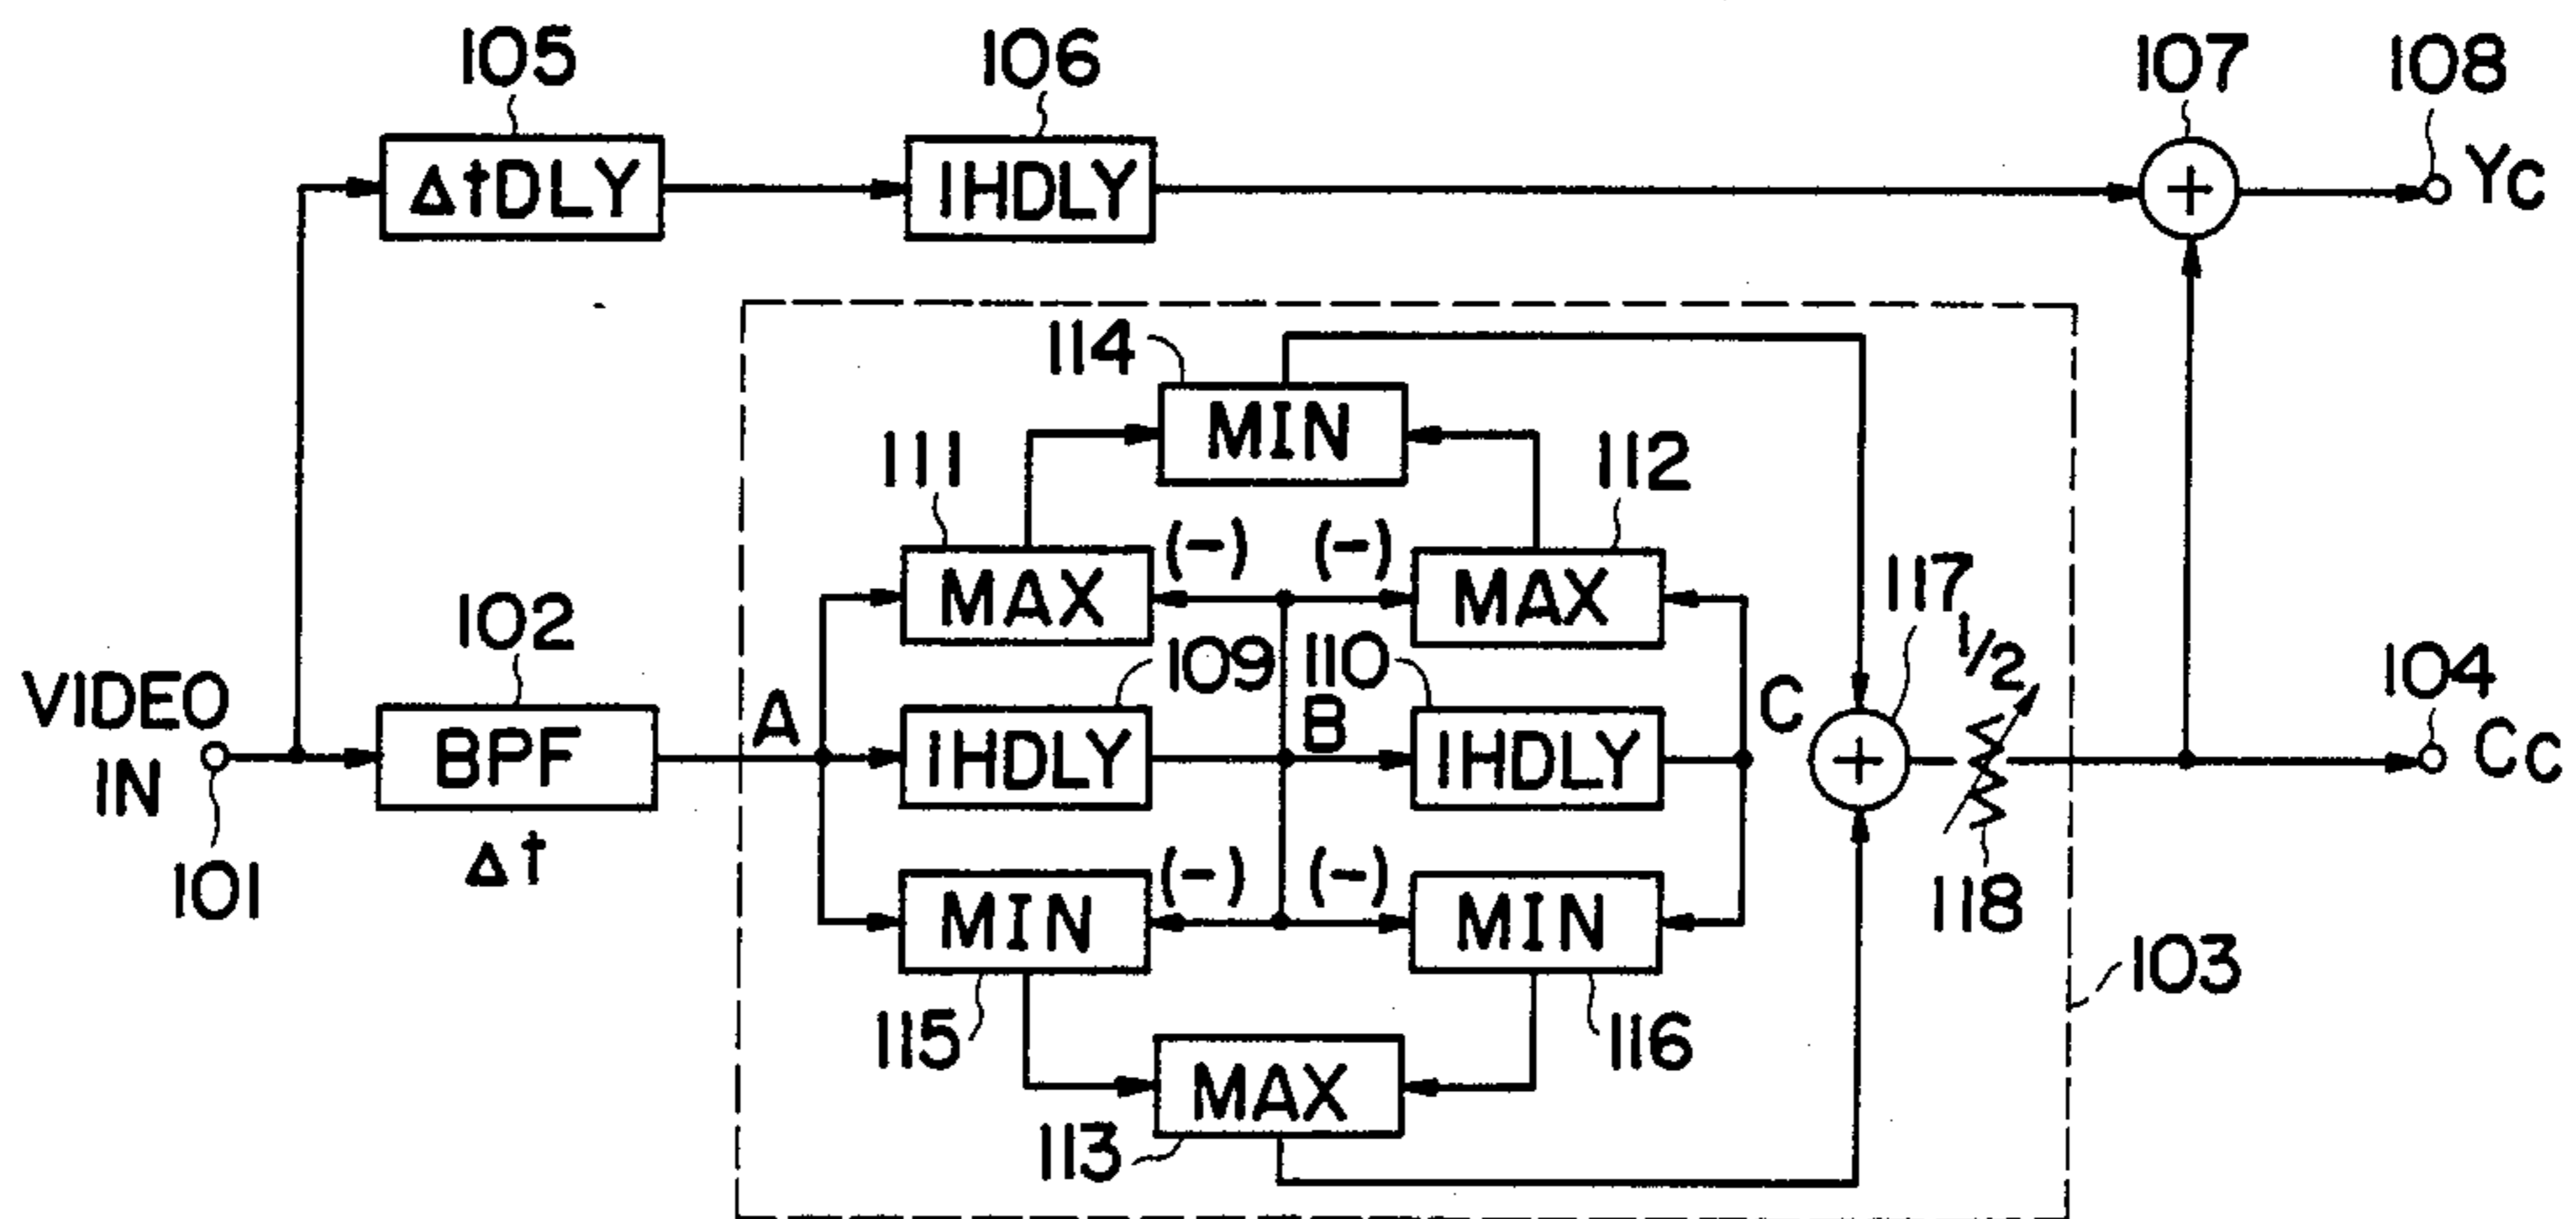 105
106
107
108
ΔtDLY
1HDLY
+
Yc
114
MIN
111
112
(-)
(-)
MAX
MAX
117
1/2
102
109
110
104
VIDEO
IN
BPF
A
1HDLY
B
1HDLY
C
+
Cc
101
Δt
(-)
(-)
MIN
MIN
118
103
115
116
MAX
113